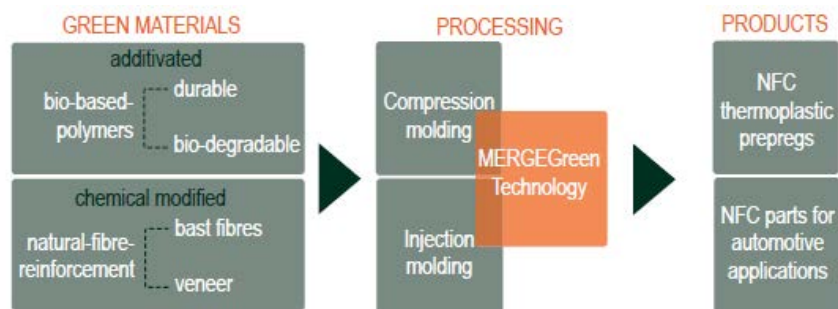 GREEN MATERIALS
additivated
bio-based-
polymers
durable
bio-degradable
chemical modified
natural-fibre-
reinforcement
bast fibres
veneer
PROCESSING
Compression
molding
MERGEGreen
Technology
Injection
molding
PRODUCTS
NFC
thermoplastic
prepregs
NFC parts for
automotive
applications